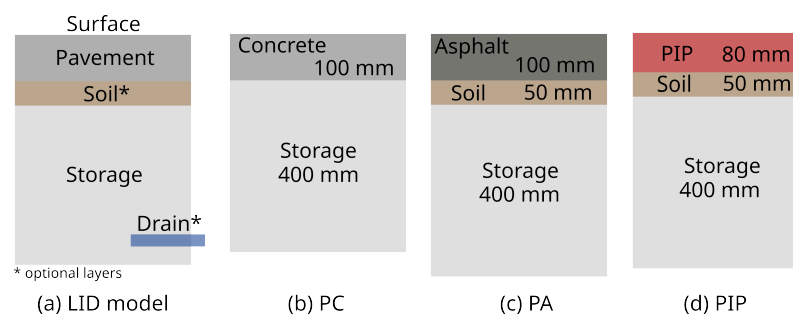 Surface
Pavement
Soil*
Storage
Drain*
* optional layers
(a) LID model
Concrete
100 mm
Storage
400 mm
(b) PC
Asphalt
100 mm
Soil 50 mm
Storage
400 mm
(c) PA
PIP 80 mm
Soil 50 mm
Storage
400 mm
(d) PIP